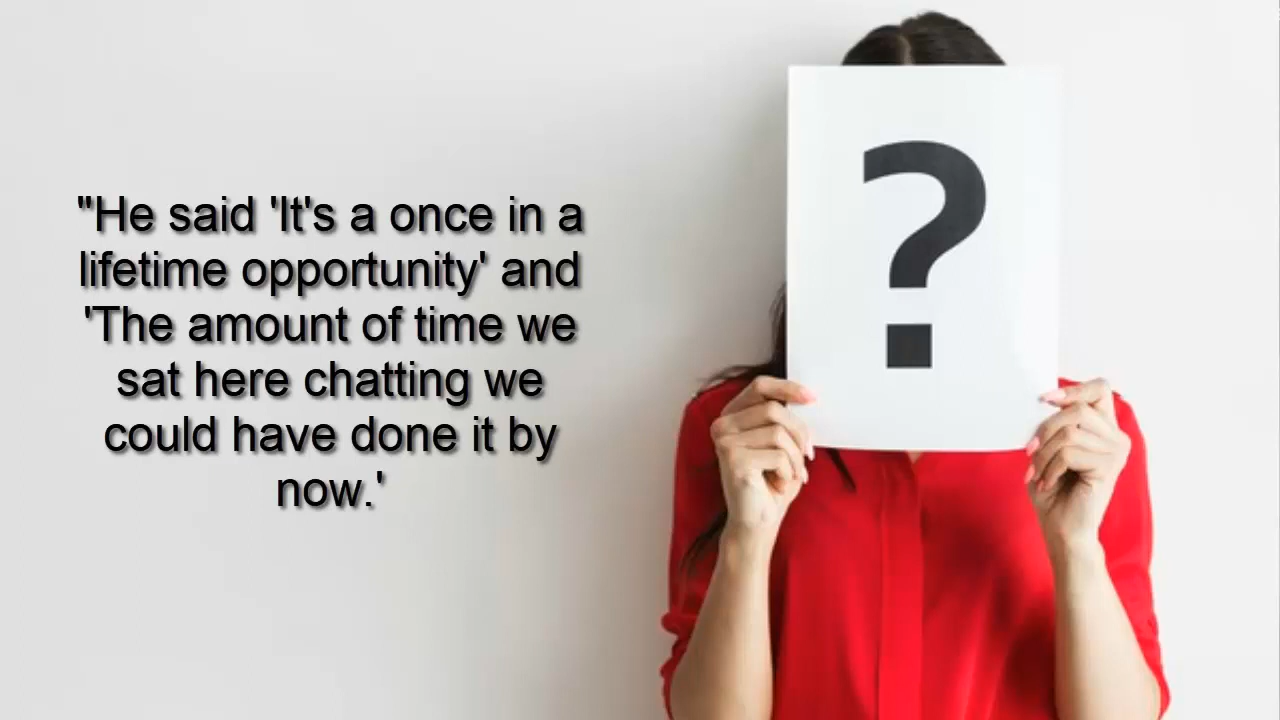 "He said 'It's a once in a
lifetime opportunity' and
'The amount of time we
sat here chatting we
could have done it by
now.'
?